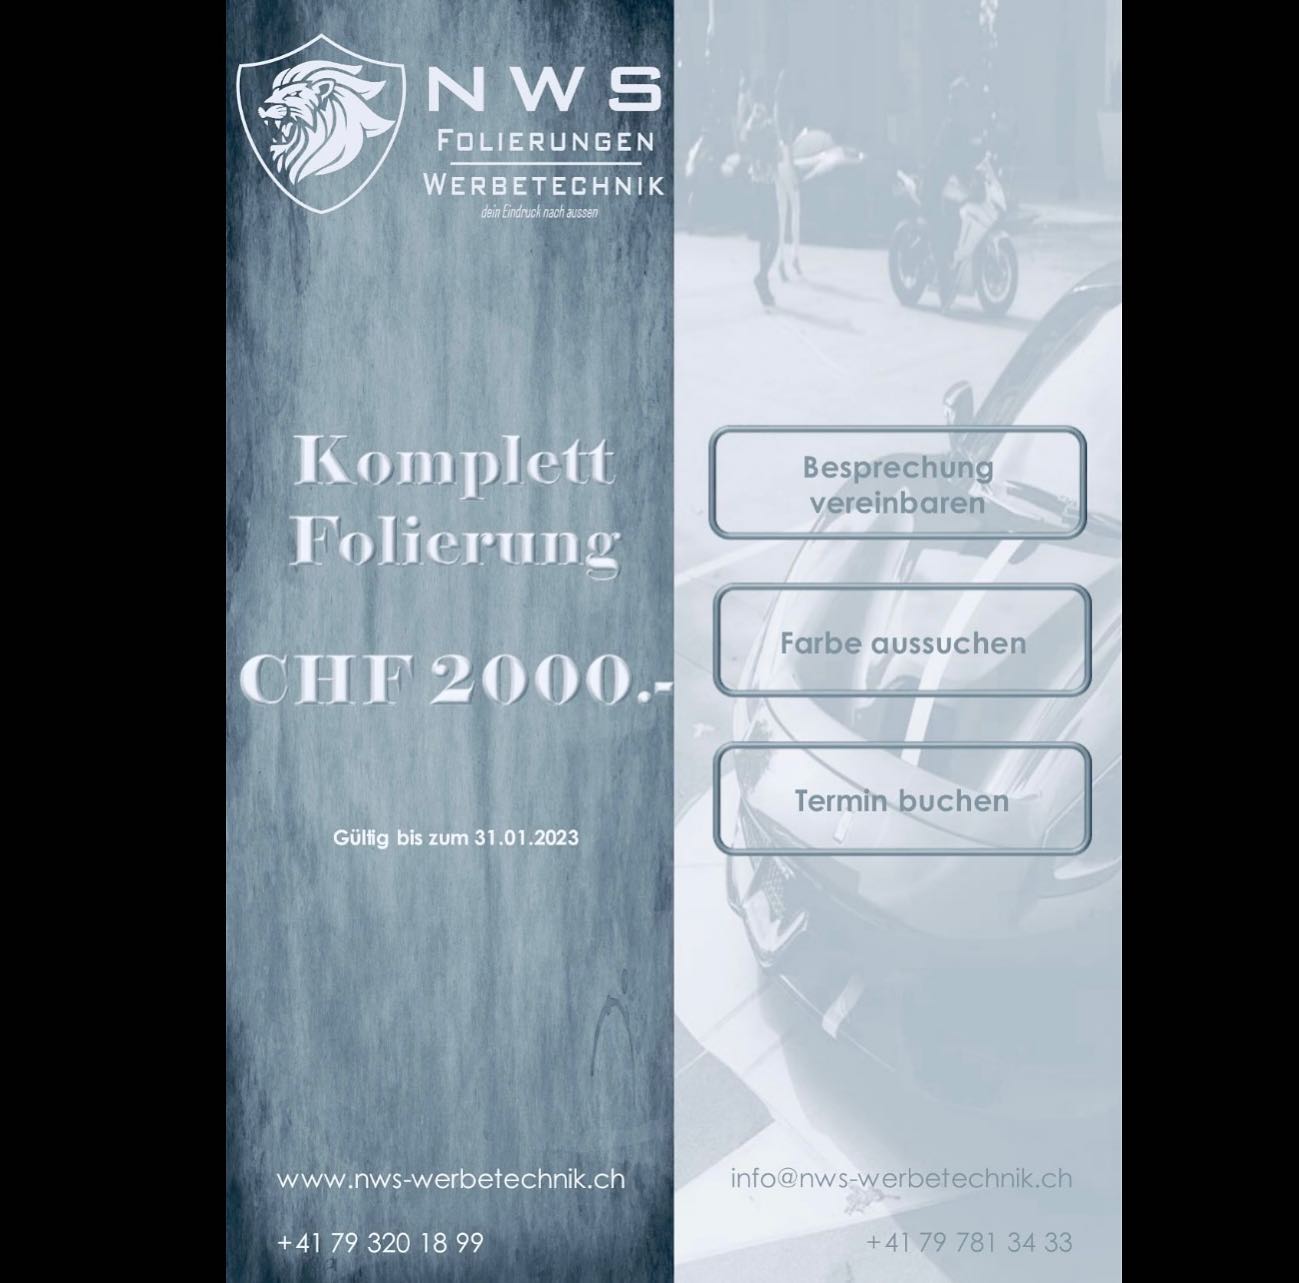 NWS
FOLIERUNGEN
WERBETECHNIK
dein Eindruck nach aussen
Komplett
Folierung
CHF 2000.-
Gültig bis zum 31.01.2023
www.nws-werbetechnik.ch
+41 79 320 18 99
Besprechung
vereinbaren
Farbe aussuchen
Termin buchen
info@nws-werbetechnik.ch
+41 79 781 34 33